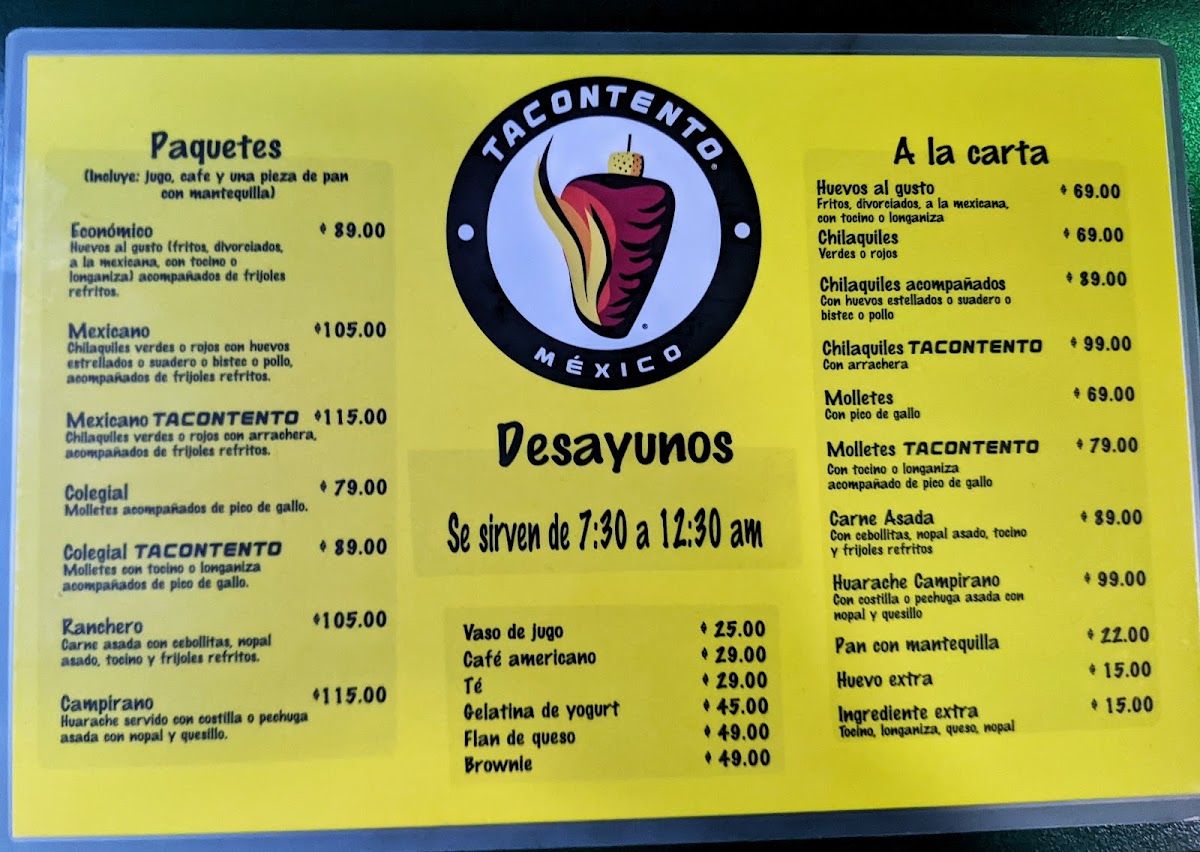 Paquetes
(Incluye: Jugo, cafe y una pieza de pan
con mantequilla)
Económico $ 89.00
Huevos al gusto (fritos, divorciados,
a la mexicana, con tocino o
longaniza) acompañados de frijoles
refritos.
Mexicano $105.00
Chilaquiles verdes o rojos con huevos
estrellados o suadero o bistec o pollo,
acompañados de frijoles refritos.
Mexicano TACONTENTO $115.00
Chilaquiles verdes o rojos con arrachera,
acompañados de frijoles refritos.
Colegial $ 79.00
Molletes acompañados de pico de gallo.
Colegial TACONTENTO $ 89.00
Molletes con tocino o longaniza
acompañados de pico de gallo.
Ranchero $105.00
Carne asada con cebollitas, nopal
asado, tocino y frijoles refritos.
Campirano $115.00
Huarache servido con costilla o pechuga
asada con nopal y quesillo.
TACONTENTO®
MÉXICO
®
Desayunos
Se sirven de 7:30 a 12:30 am
Vaso de jugo $ 25.00
Café americano $ 29.00
Té $ 29.00
Gelatina de yogurt $ 45.00
Flan de queso $ 49.00
Brownie $ 49.00
A la carta
Huevos al gusto $ 69.00
Fritos, divorciados, a la mexicana,
con tocino o longaniza
Chilaquiles $ 69.00
Verdes o rojos
Chilaquiles acompañados $ 89.00
Con huevos estellados o suadero o
bistec o pollo
Chilaquiles TACONTENTO $ 99.00
Con arrachera
Molletes $ 69.00
Con pico de gallo
Molletes TACONTENTO $ 79.00
Con tocino o longaniza
acompañado de pico de gallo
Carne Asada $ 89.00
Con cebollitas, nopal asado, tocino
y frijoles refritos
Huarache Campirano $ 99.00
Con costilla o pechuga asada con
nopal y quesillo
Pan con mantequilla $ 22.00
Huevo extra $ 15.00
Ingrediente extra $ 15.00
Tocino, longaniza, queso, nopal